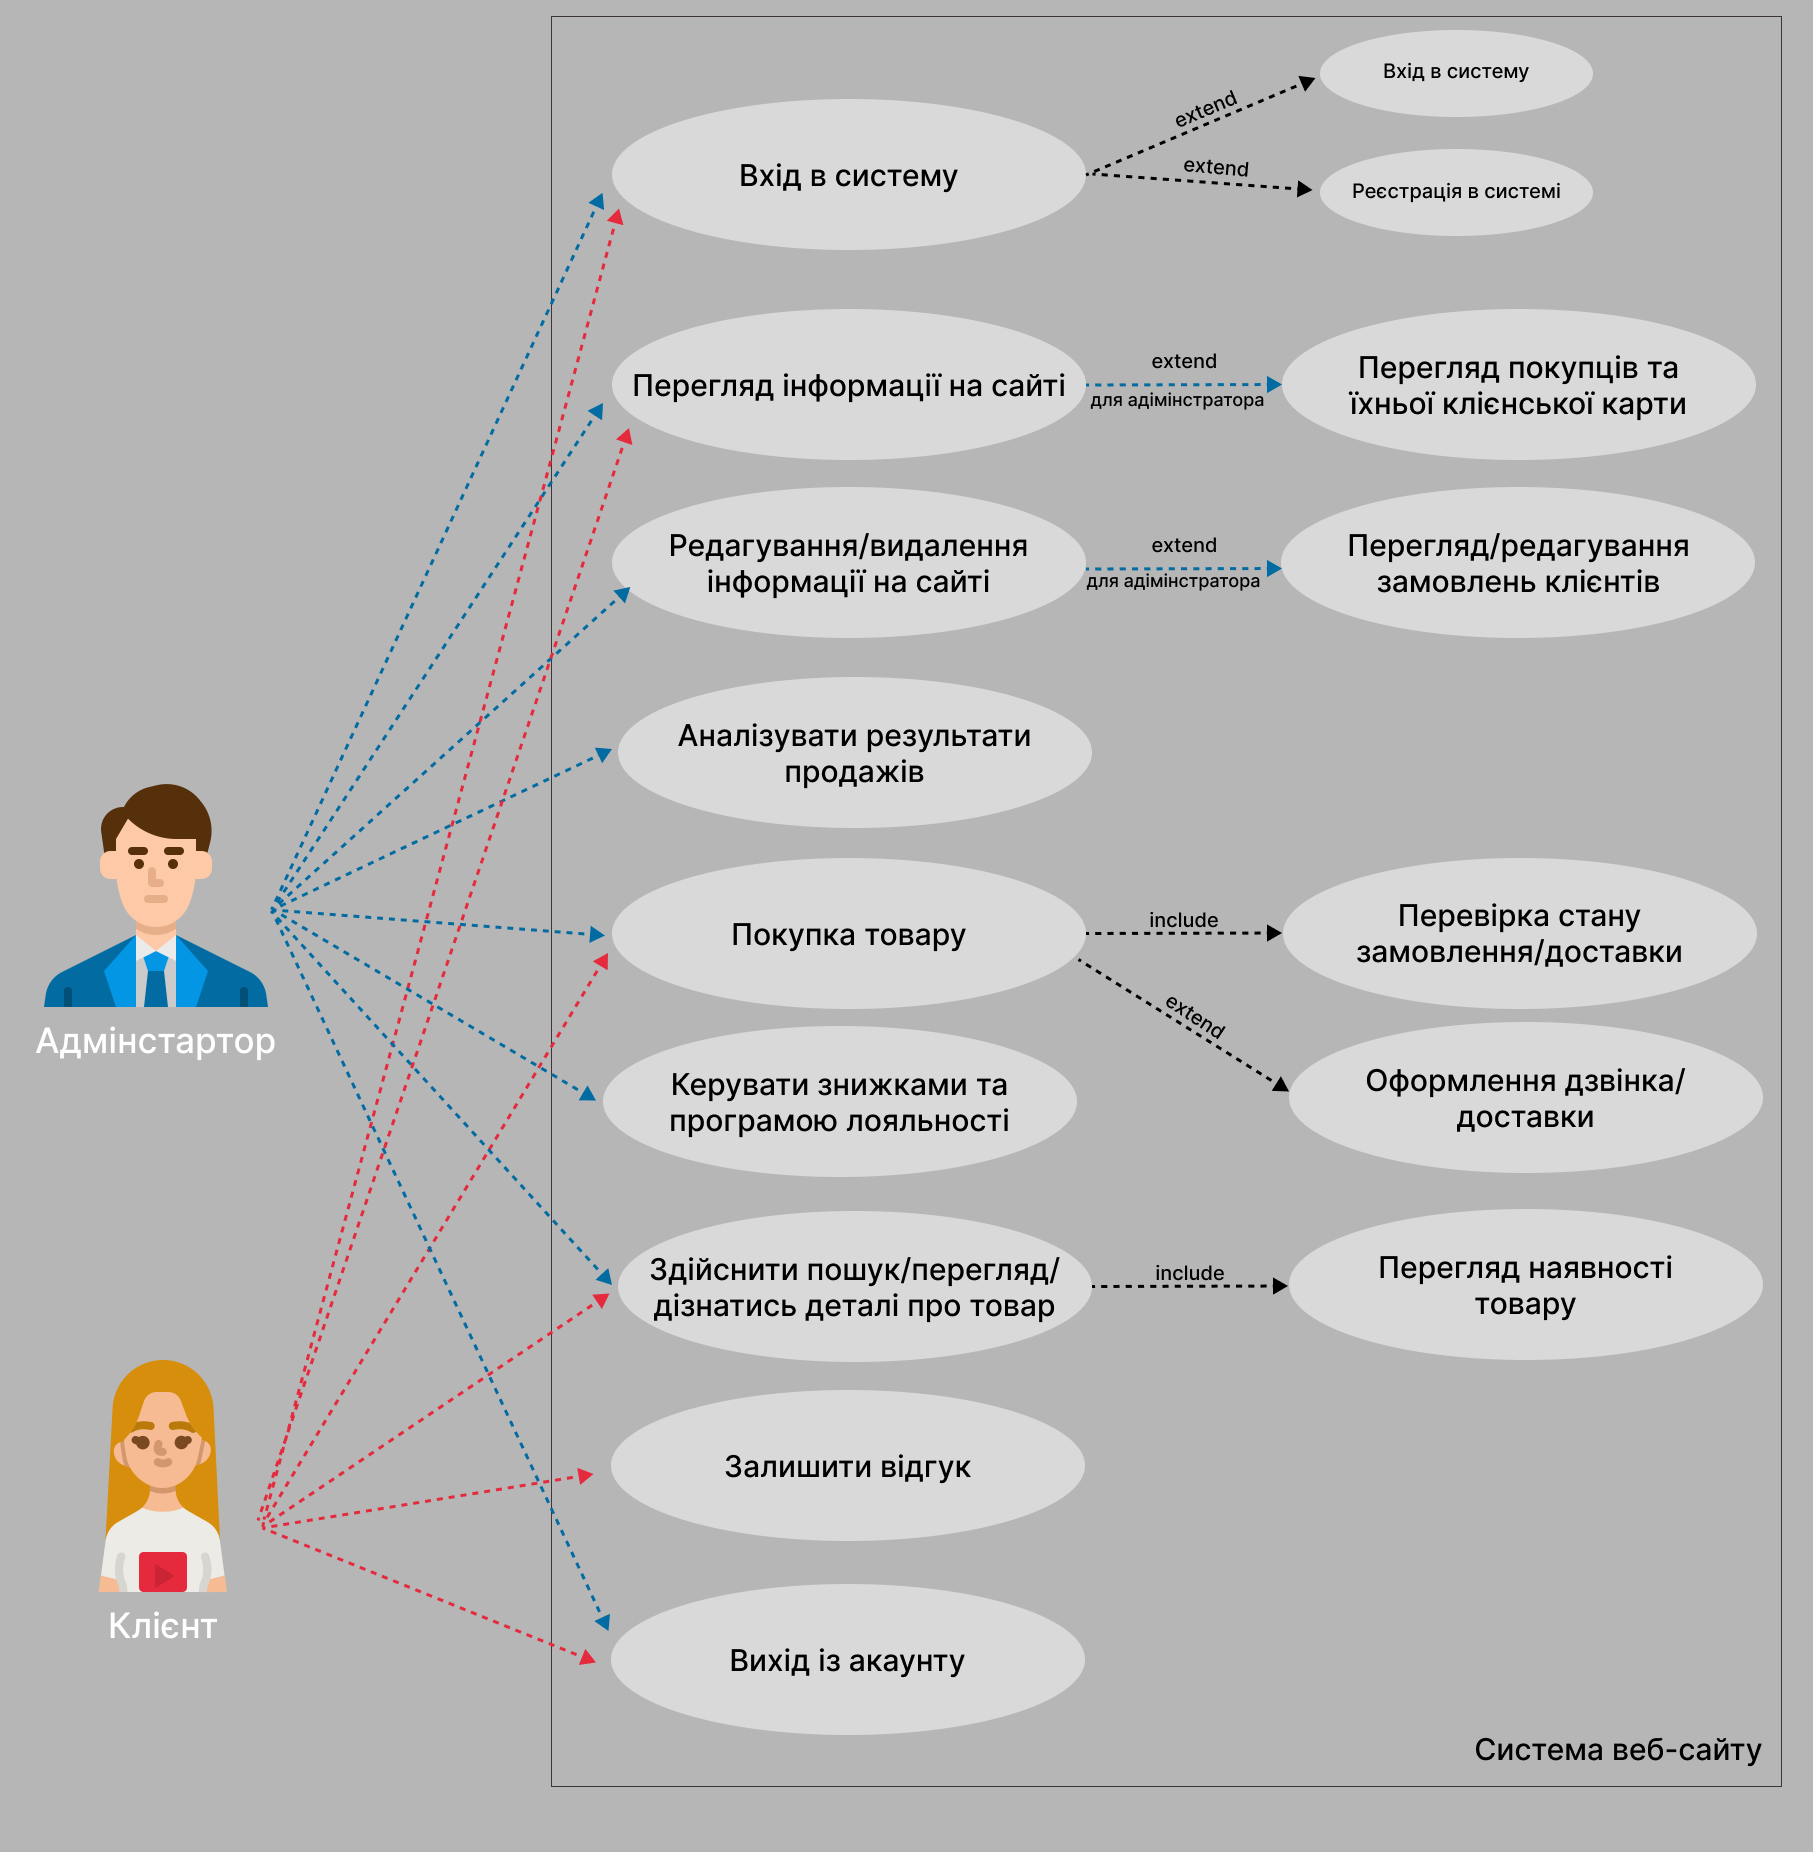 Вхід в систему
extend
Вхід в систему
extend
Реєстрація в системі
Перегляд інформації на сайті
extend
для адімінстратора
Перегляд покупців та
їхньої клієнської карти
Редагування/видалення
інформації на сайті
extend
для адімінстратора
Перегляд/редагування
замовлень клієнтів
Аналізувати результати
продажів
Адмінстартор
Покупка товару
include
Перевірка стану
замовлення/доставки
extend
Оформлення дзвінка/
доставки
Керувати знижками та
програмою лояльності
Здійснити пошук/перегляд/
дізнатись деталі про товар
include
Перегляд наявності
товару
Залишити відгук
Клієнт
Вихід із акаунту
Система веб-сайту